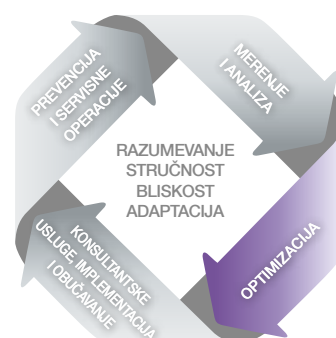 PREVENCIJA
I SERVISNE
OPERACIJE
MERENJE
I ANALIZA
RAZUMEVANJE
STRUČNOST
BLISKOST
ADAPTACIJA
OPTIMIZACIJA
KONSULTANTSKE
USLUGE, IMPLEMENTACIJA
I OBUČAVANJE